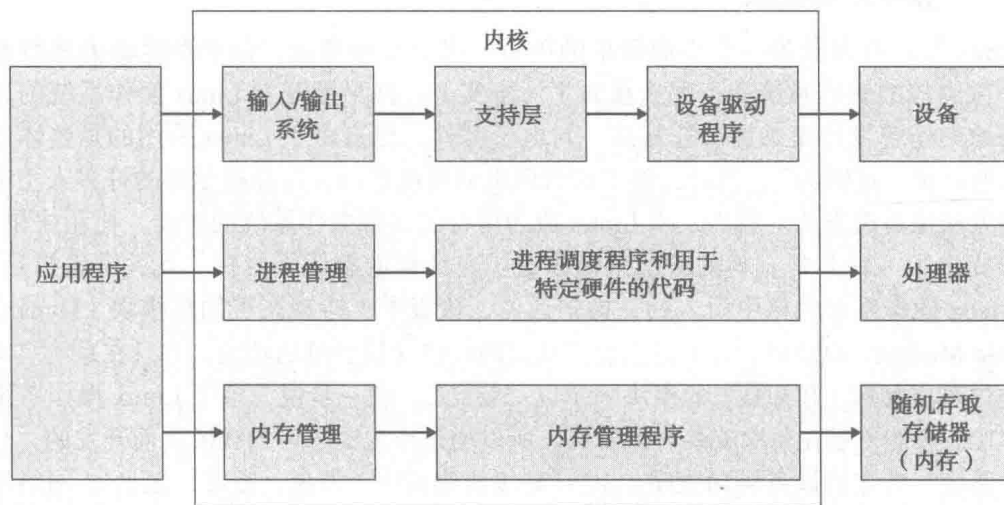 内核
输入/输出
系统
支持层
设备驱动
程序
设备
应用程序
进程管理
进程调度程序和用于
特定硬件的代码
处理器
内存管理
内存管理程序
随机存取
存储器
（内存）